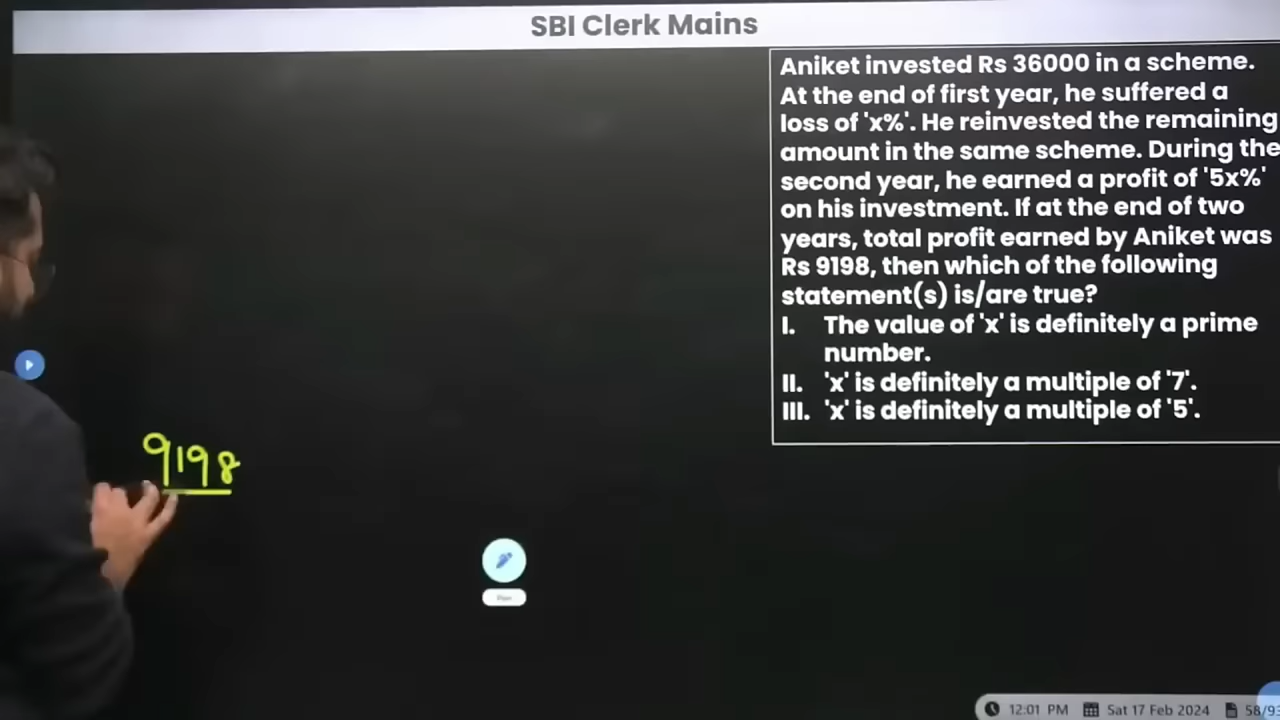 SBI Clerk Mains
Aniket invested Rs 36000 in a scheme.
At the end of first year, he suffered a
loss of 'x%'. He reinvested the remaining
amount in the same scheme. During the
second year, he earned a profit of '5x%'
on his investment. If at the end of two
years, total profit earned by Aniket was
Rs 9198, then which of the following
statement(s) is/are true?
I. The value of 'x' is definitely a prime
number.
II. 'x' is definitely a multiple of '7'.
III. 'x' is definitely a multiple of '5'.
9198
12:01 PM Sat 17 Feb 2024 58/93